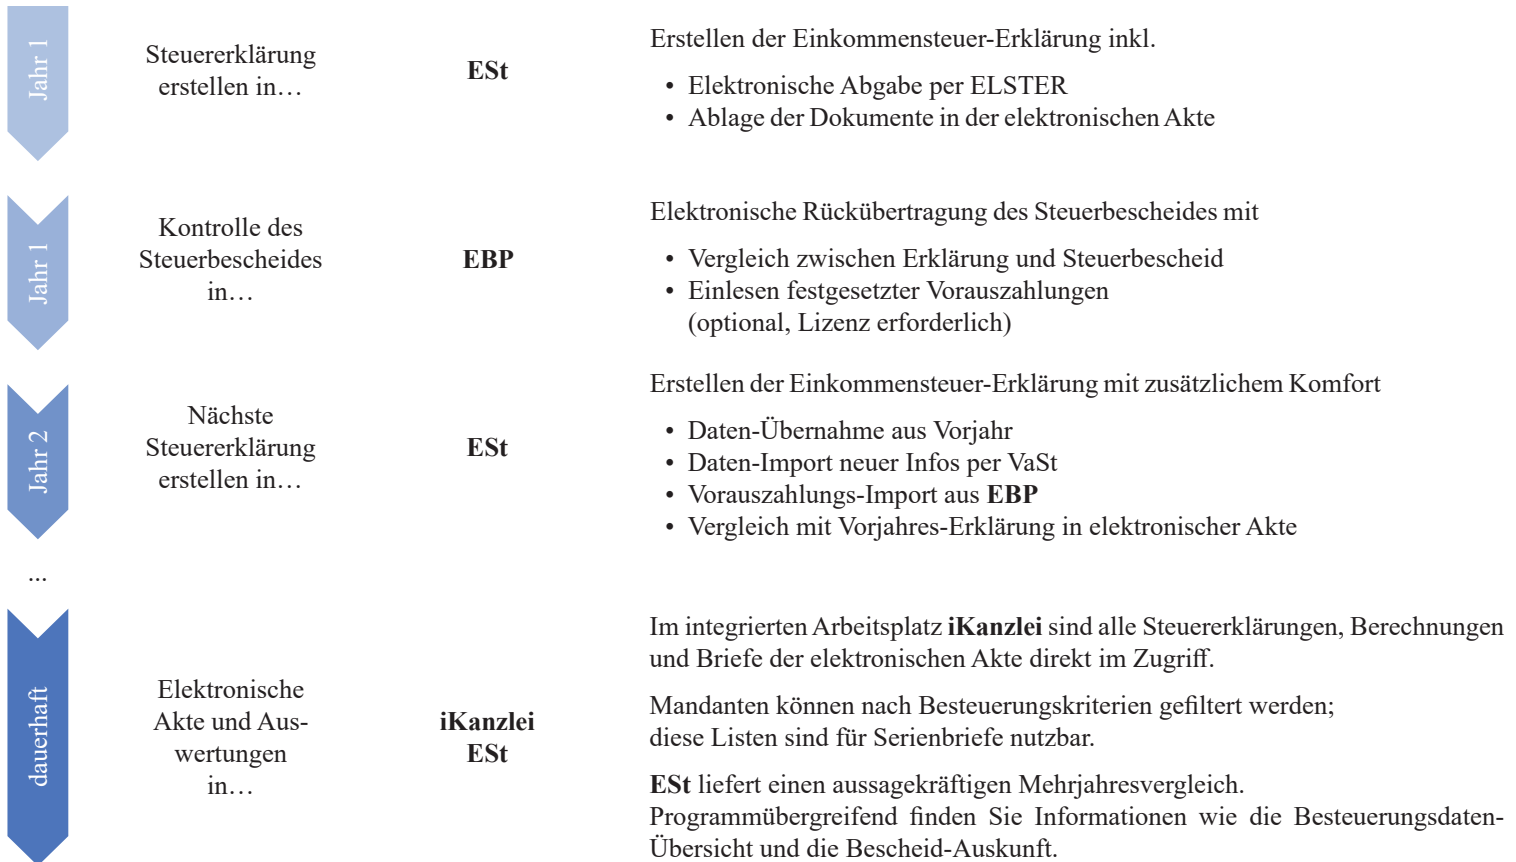 Jahr 1
Steuererklärung
erstellen in…
ESt
Erstellen der Einkommensteuer-Erklärung inkl.
• Elektronische Abgabe per ELSTER
• Ablage der Dokumente in der elektronischen Akte
Jahr 1
Kontrolle des
Steuerbescheides
in…
EBP
Elektronische Rückübertragung des Steuerbescheides mit
• Vergleich zwischen Erklärung und Steuerbescheid
• Einlesen festgesetzter Vorauszahlungen
(optional, Lizenz erforderlich)
Jahr 2
Nächste
Steuererklärung
erstellen in…
ESt
Erstellen der Einkommensteuer-Erklärung mit zusätzlichem Komfort
• Daten-Übernahme aus Vorjahr
• Daten-Import neuer Infos per VaSt
• Vorauszahlungs-Import aus EBP
• Vergleich mit Vorjahres-Erklärung in elektronischer Akte
...
dauerhaft
Elektronische
Akte und Aus-
wertungen
in…
iKanzlei
ESt
Im integrierten Arbeitsplatz iKanzlei sind alle Steuererklärungen, Berechnungen
und Briefe der elektronischen Akte direkt im Zugriff.
Mandanten können nach Besteuerungskriterien gefiltert werden;
diese Listen sind für Serienbriefe nutzbar.
ESt liefert einen aussagekräftigen Mehrjahresvergleich.
Programmübergreifend finden Sie Informationen wie die Besteuerungsdaten-
Übersicht und die Bescheid-Auskunft.